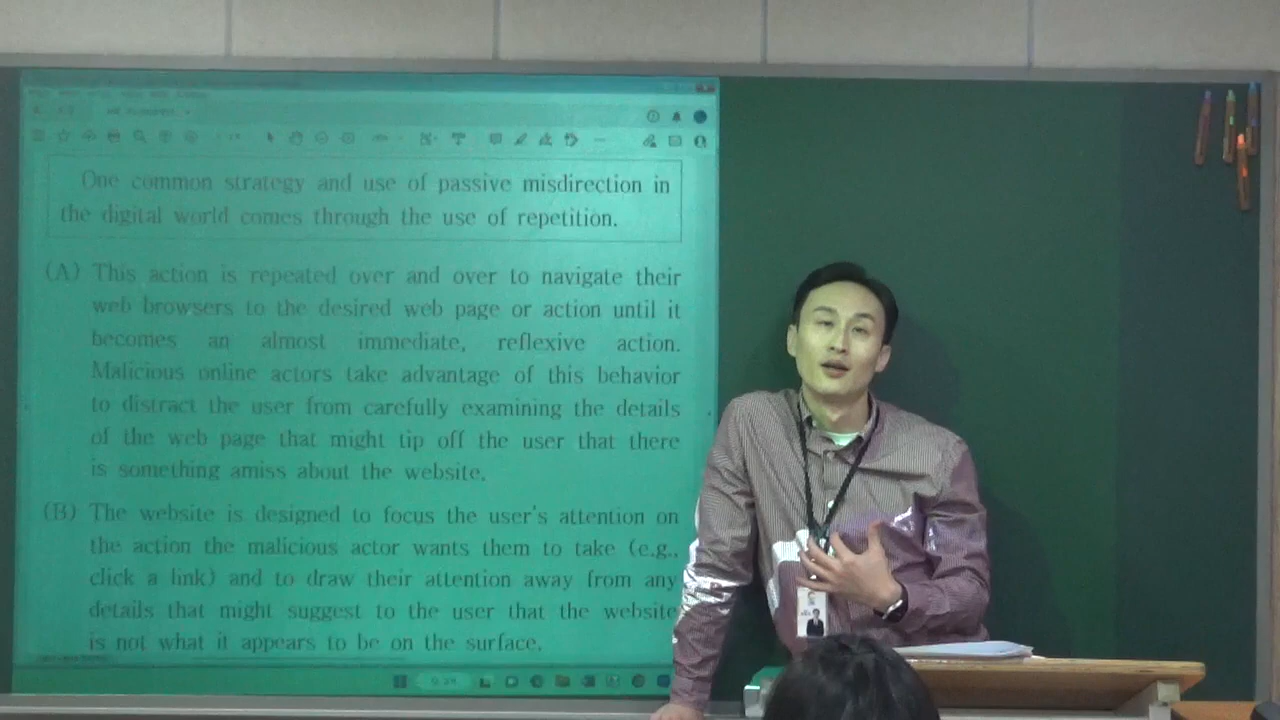 One common strategy and use of passive misdirection in
the digital world comes through the use of repetition.
(A) This action is repeated over and over to navigate their
web browsers to the desired web page or action until it
becomes an almost immediate, reflexive action.
Malicious online actors take advantage of this behavior
to distract the user from carefully examining the details
of the web page that might tip off the user that there
is something amiss about the website.
(B) The website is designed to focus the user's attention on
the action the malicious actor wants them to take (e.g.,
click a link) and to draw their attention away from any
details that might suggest to the user that the website
is not what it appears to be on the surface.